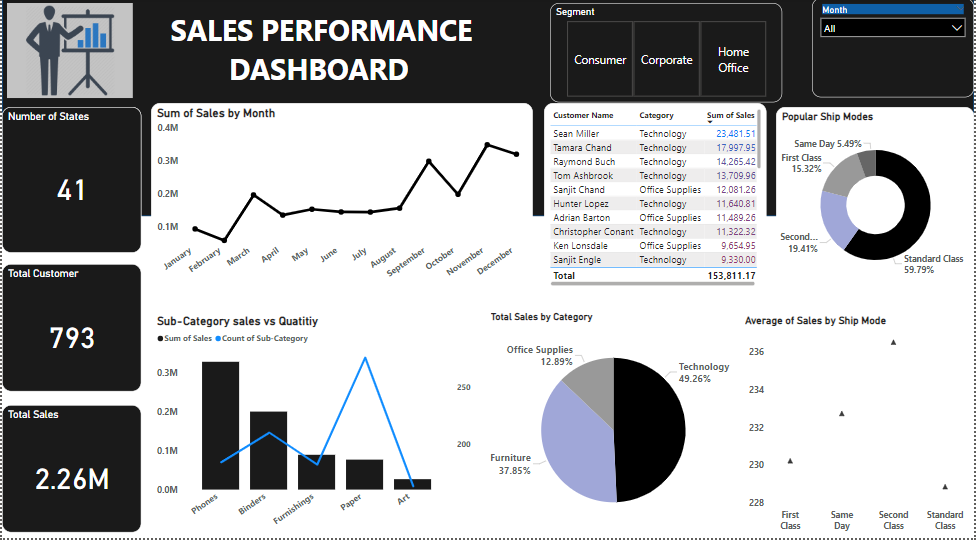 SALES PERFORMANCE
DASHBOARD
Segment
Consumer
Corporate
Home
Office
Month
All
Number of States
41
Total Customer
793
Total Sales
2.26M
Sum of Sales by Month
0.4M
0.3M
0.2M
0.1M
January
February
March
April
May
June
July
August
September
October
November
December
Customer Name Category Sum of Sales
Sean Miller Technology 23,481.51
Tamara Chand Technology 17,997.95
Raymond Buch Technology 14,265.42
Tom Ashbrook Technology 13,709.96
Sanjit Chand Office Supplies 12,081.26
Hunter Lopez Technology 11,640.81
Adrian Barton Office Supplies 11,489.26
Christopher Conant Technology 11,322.32
Ken Lonsdale Office Supplies 9,654.95
Sanjit Engle Technology 9,330.00
Total 153,811.17
Popular Ship Modes
Same Day 5.49%
First Class
15.32%
Second...
19.41%
Standard Class
59.79%
Sub-Category sales vs Quatitiy
Sum of Sales Count of Sub-Category
0.3M
0.2M
0.1M
0.0M
250
200
Phones
Binders
Furnishings
Paper
Art
Total Sales by Category
Office Supplies
12.89%
Technology
49.26%
Furniture
37.85%
Average of Sales by Ship Mode
236
234
232
230
228
First
Class
Same
Day
Second
Class
Standard
Class